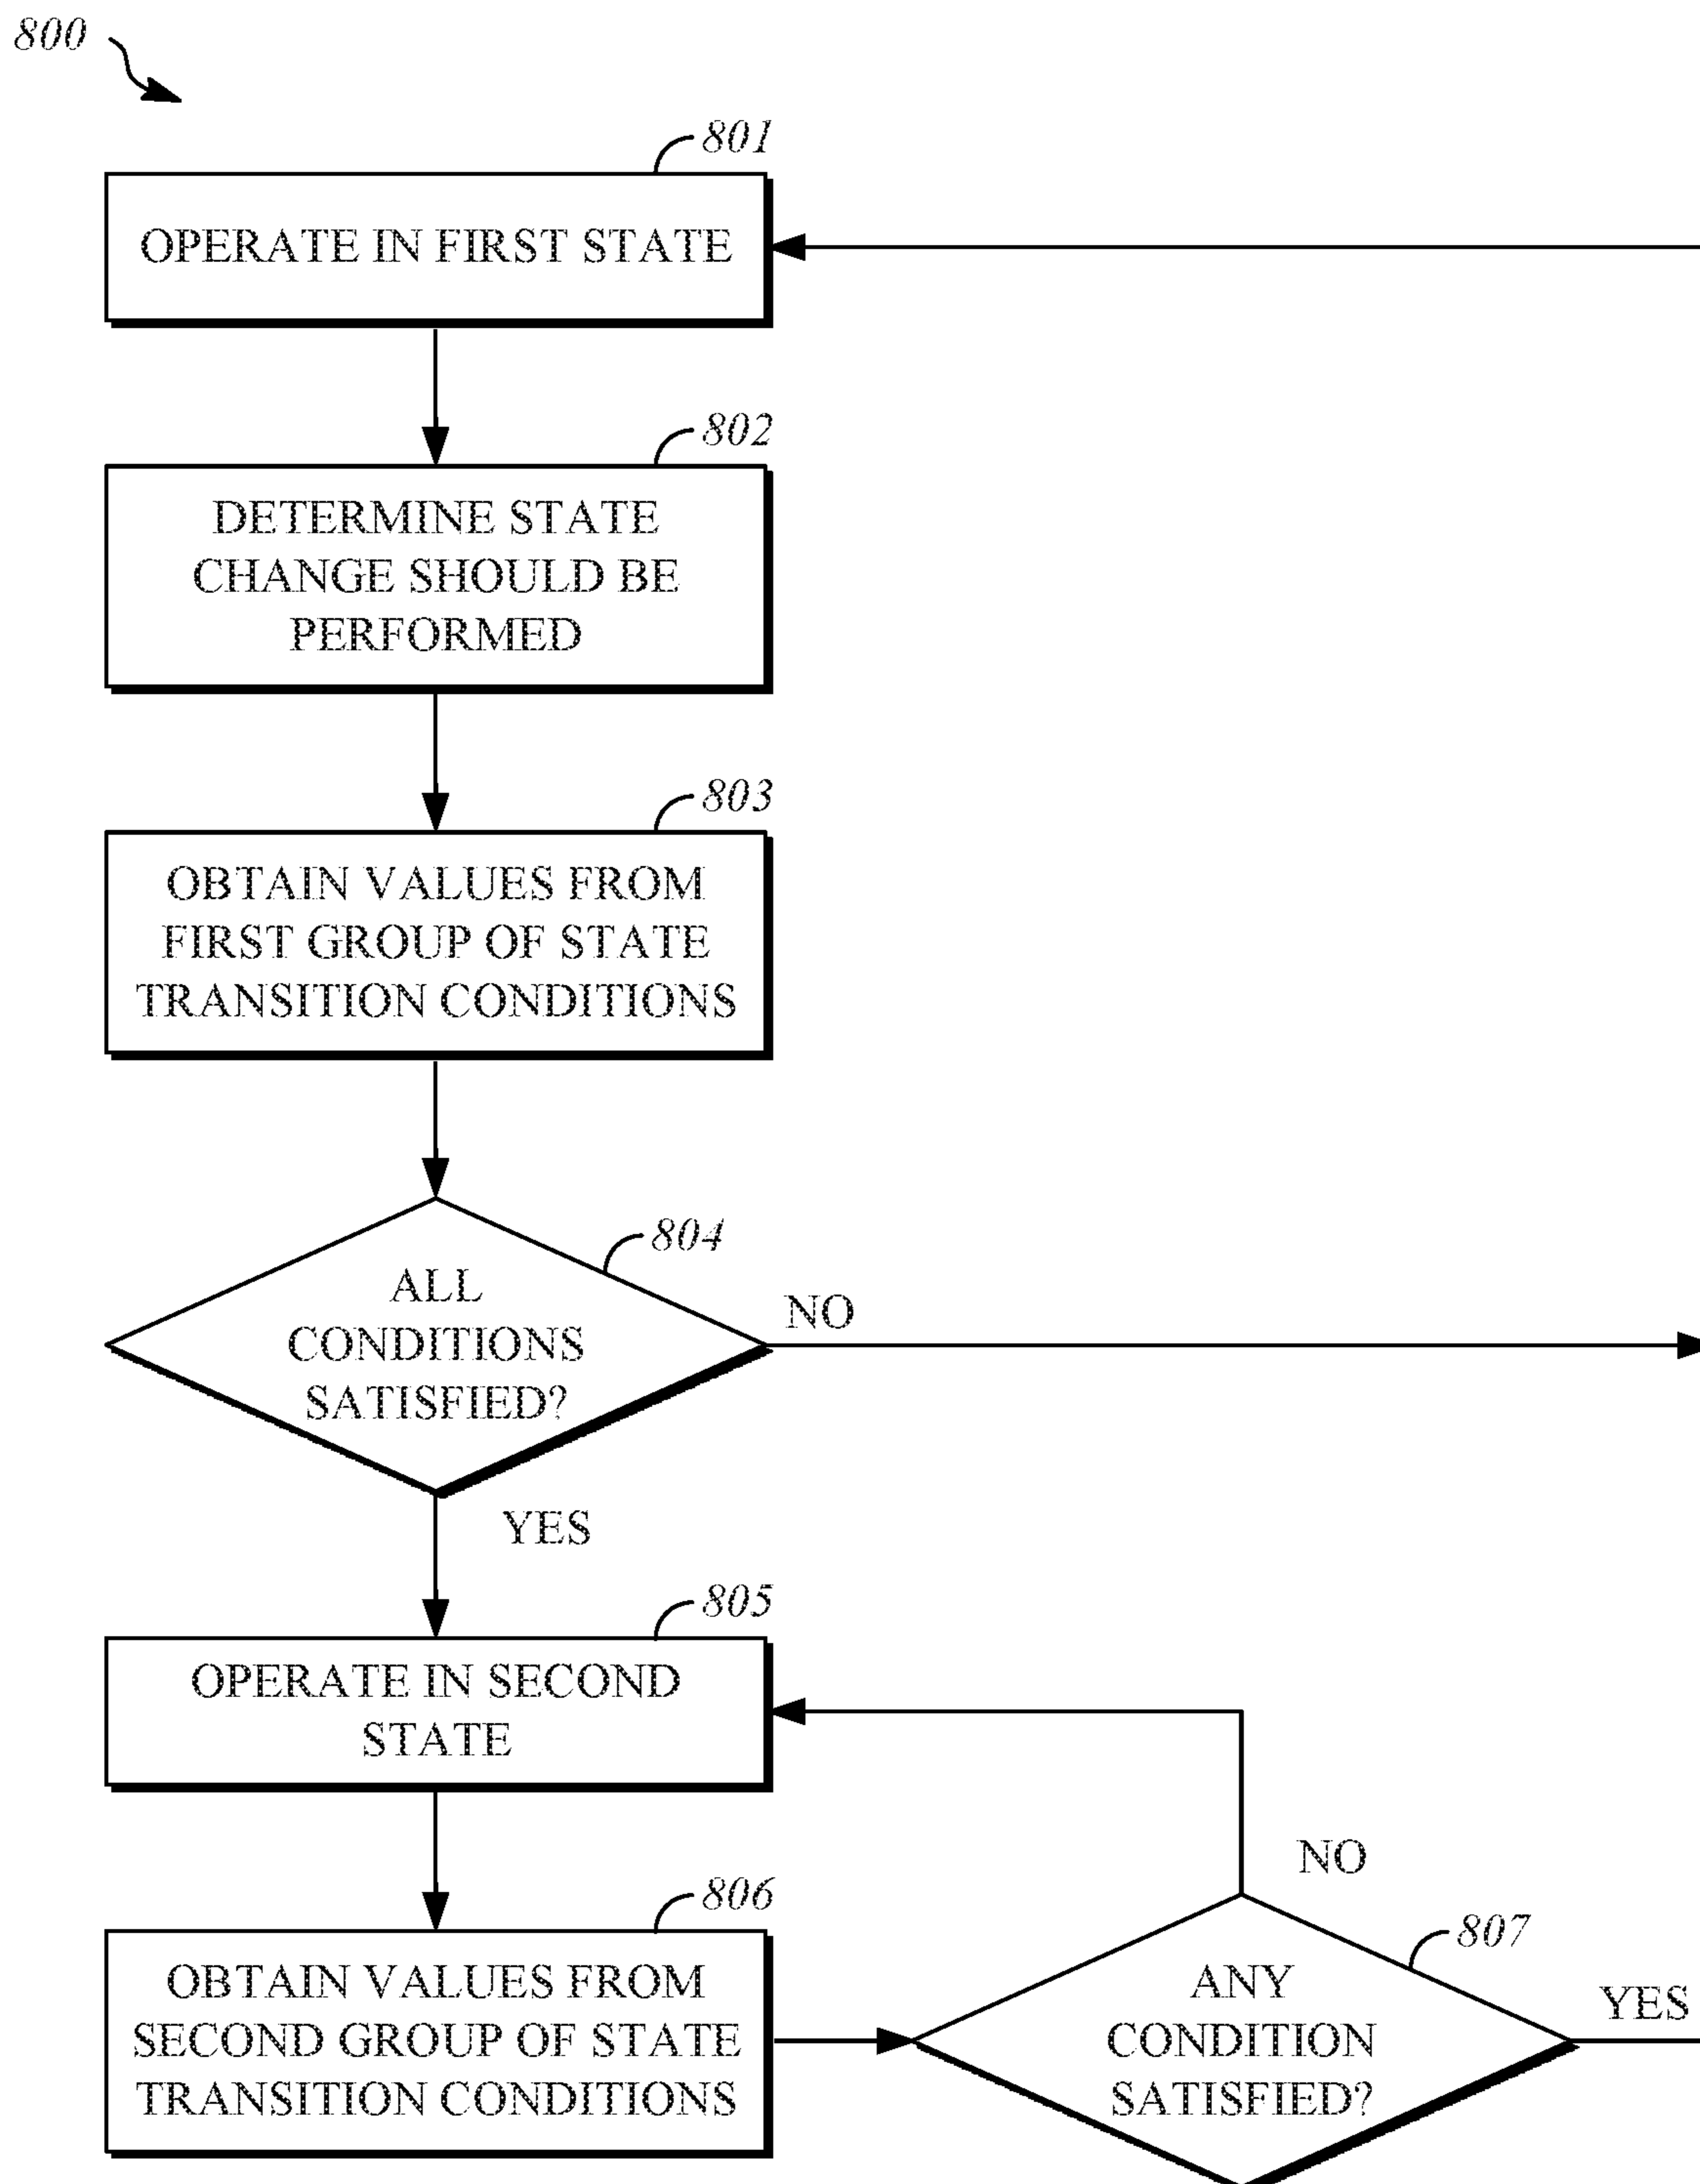 800
801
OPERATE IN FIRST STATE
802
DETERMINE STATE
CHANGE SHOULD BE
PERFORMED
803
OBTAIN VALUES FROM
FIRST GROUP OF STATE
TRANSITION CONDITIONS
804
ALL
CONDITIONS
SATISFIED?
NO
YES
805
OPERATE IN SECOND
STATE
806
OBTAIN VALUES FROM
SECOND GROUP OF STATE
TRANSITION CONDITIONS
NO
807
ANY
CONDITION
SATISFIED?
YES